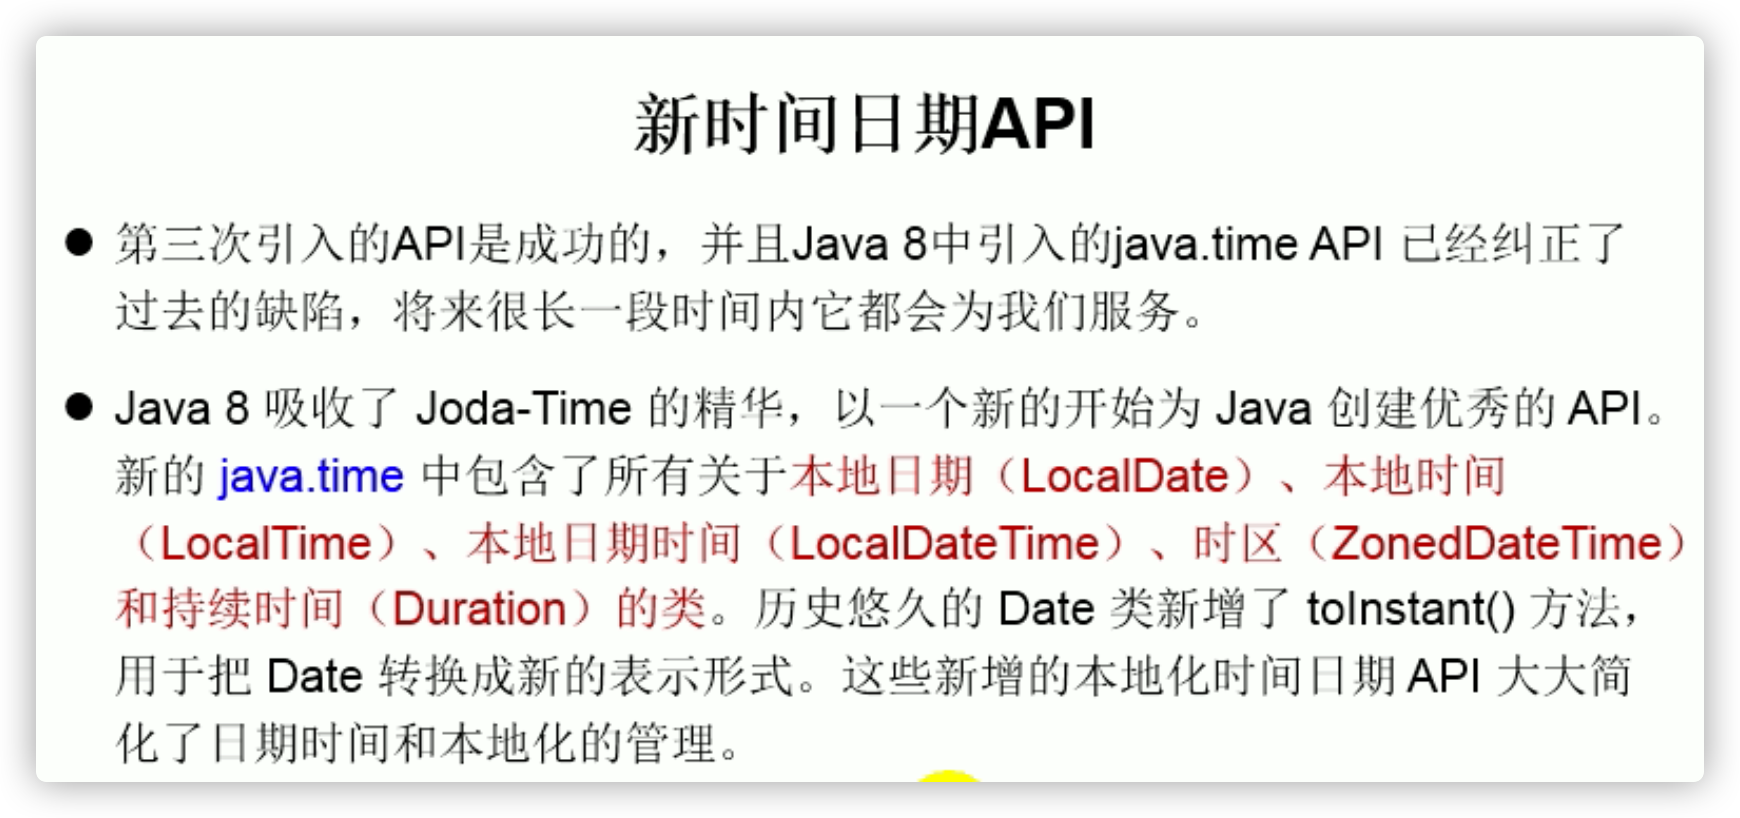 新时间日期API
● 第三次引入的API是成功的，并且Java 8中引入的java.time API 已经纠正了
过去的缺陷，将来很长一段时间内它都会为我们服务。
● Java 8 吸收了 Joda-Time 的精华，以一个新的开始为 Java 创建优秀的 API。
新的 java.time 中包含了所有关于本地日期（LocalDate）、本地时间
（LocalTime）、本地日期时间（LocalDateTime）、时区（ZonedDateTime）
和持续时间（Duration）的类。历史悠久的 Date 类新增了 toInstant() 方法，
用于把 Date 转换成新的表示形式。这些新增的本地化时间日期 API 大大简
化了日期时间和本地化的管理。